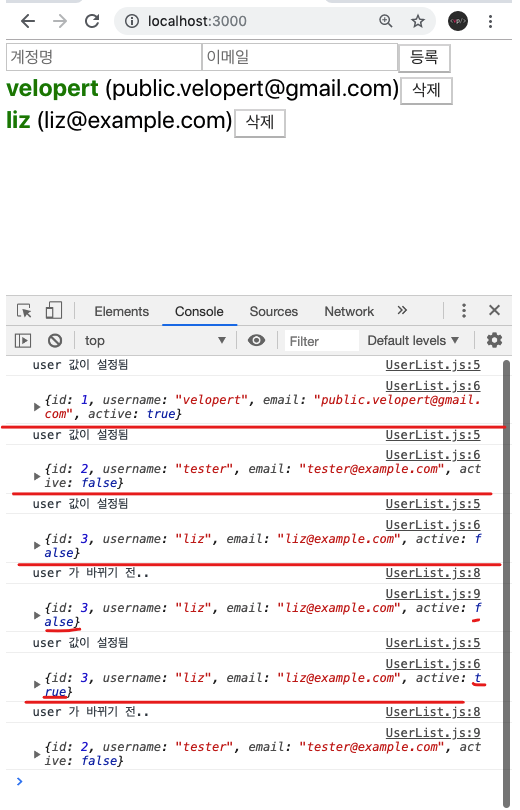 localhost:3000
계정명 이메일 등록
velopert (public.velopert@gmail.com) 삭제
liz (liz@example.com) 삭제
Elements Console Sources Network »
top Filter Default levels ▼
user 값이 설정됨 UserList.js:5
UserList.js:6
{id: 1, username: "velopert", email: "public.velopert@gmail.
com", active: true}
user 값이 설정됨 UserList.js:5
UserList.js:6
{id: 2, username: "tester", email: "tester@example.com", act
ive: false}
user 값이 설정됨 UserList.js:5
UserList.js:6
{id: 3, username: "liz", email: "liz@example.com", active: f
alse}
user 가 바뀌기 전.. UserList.js:8
UserList.js:9
{id: 3, username: "liz", email: "liz@example.com", active: f
alse}
user 값이 설정됨 UserList.js:5
UserList.js:6
{id: 3, username: "liz", email: "liz@example.com", active: t
rue}
user 가 바뀌기 전.. UserList.js:8
UserList.js:9
{id: 2, username: "tester", email: "tester@example.com", act
ive: false}